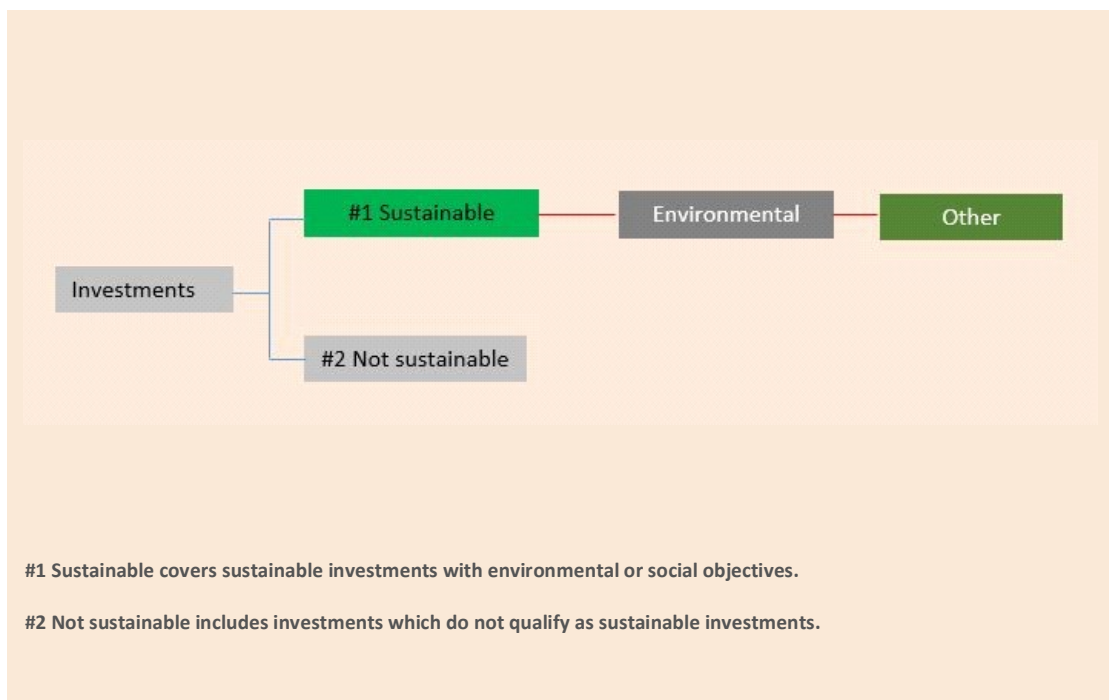 #1 Sustainable
Environmental
Other
Investments
#2 Not sustainable
#1 Sustainable covers sustainable investments with environmental or social objectives.
#2 Not sustainable includes investments which do not qualify as sustainable investments.